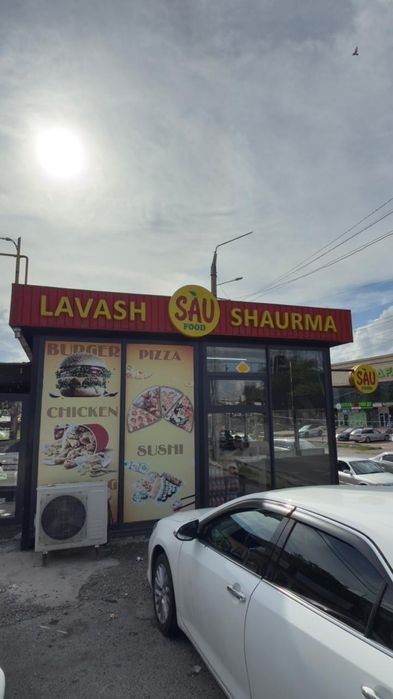 LAVASH
SAU
FOOD
SHAURMA
BURGER
PIZZA
CHICKEN
SUSHI
SAU